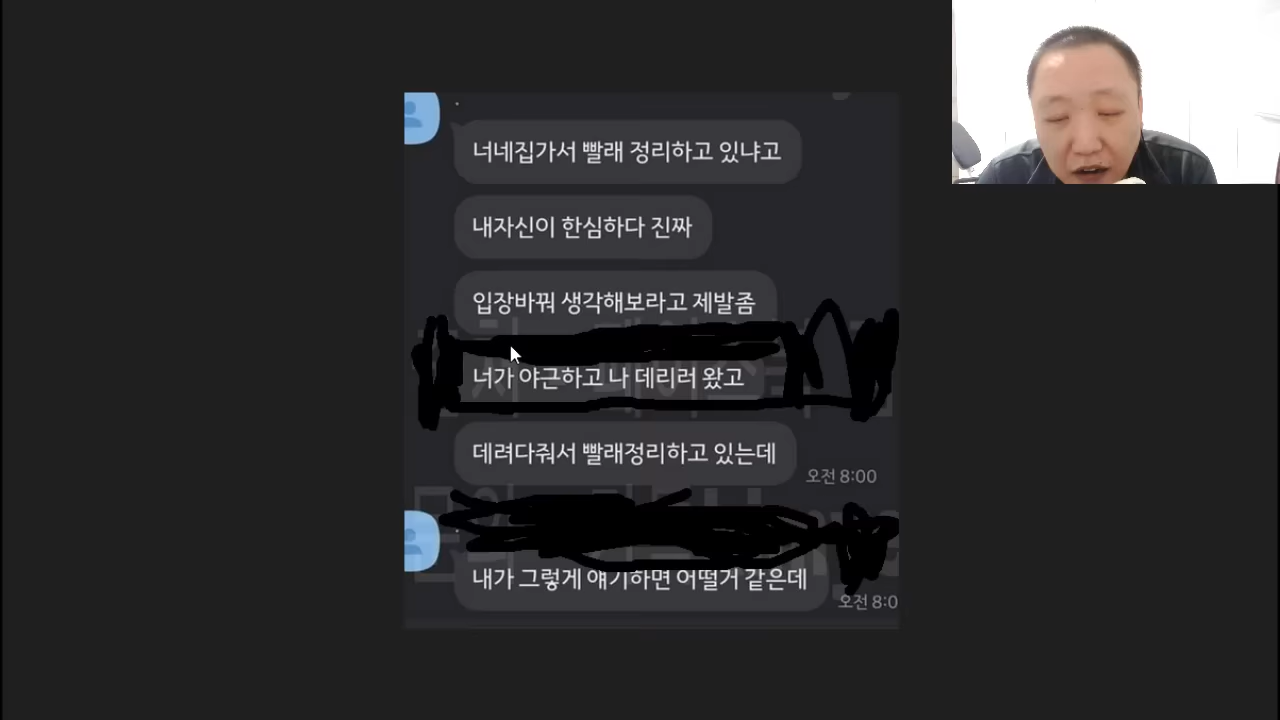 너네집가서 빨래 정리하고 있냐고
내자신이 한심하다 진짜
입장바꿔 생각해보라고 제발좀
너가 야근하고 나 데리러 왔고
데려다줘서 빨래정리하고 있는데
오전 8:00
내가 그렇게 얘기하면 어떨거 같은데
오전 8:0